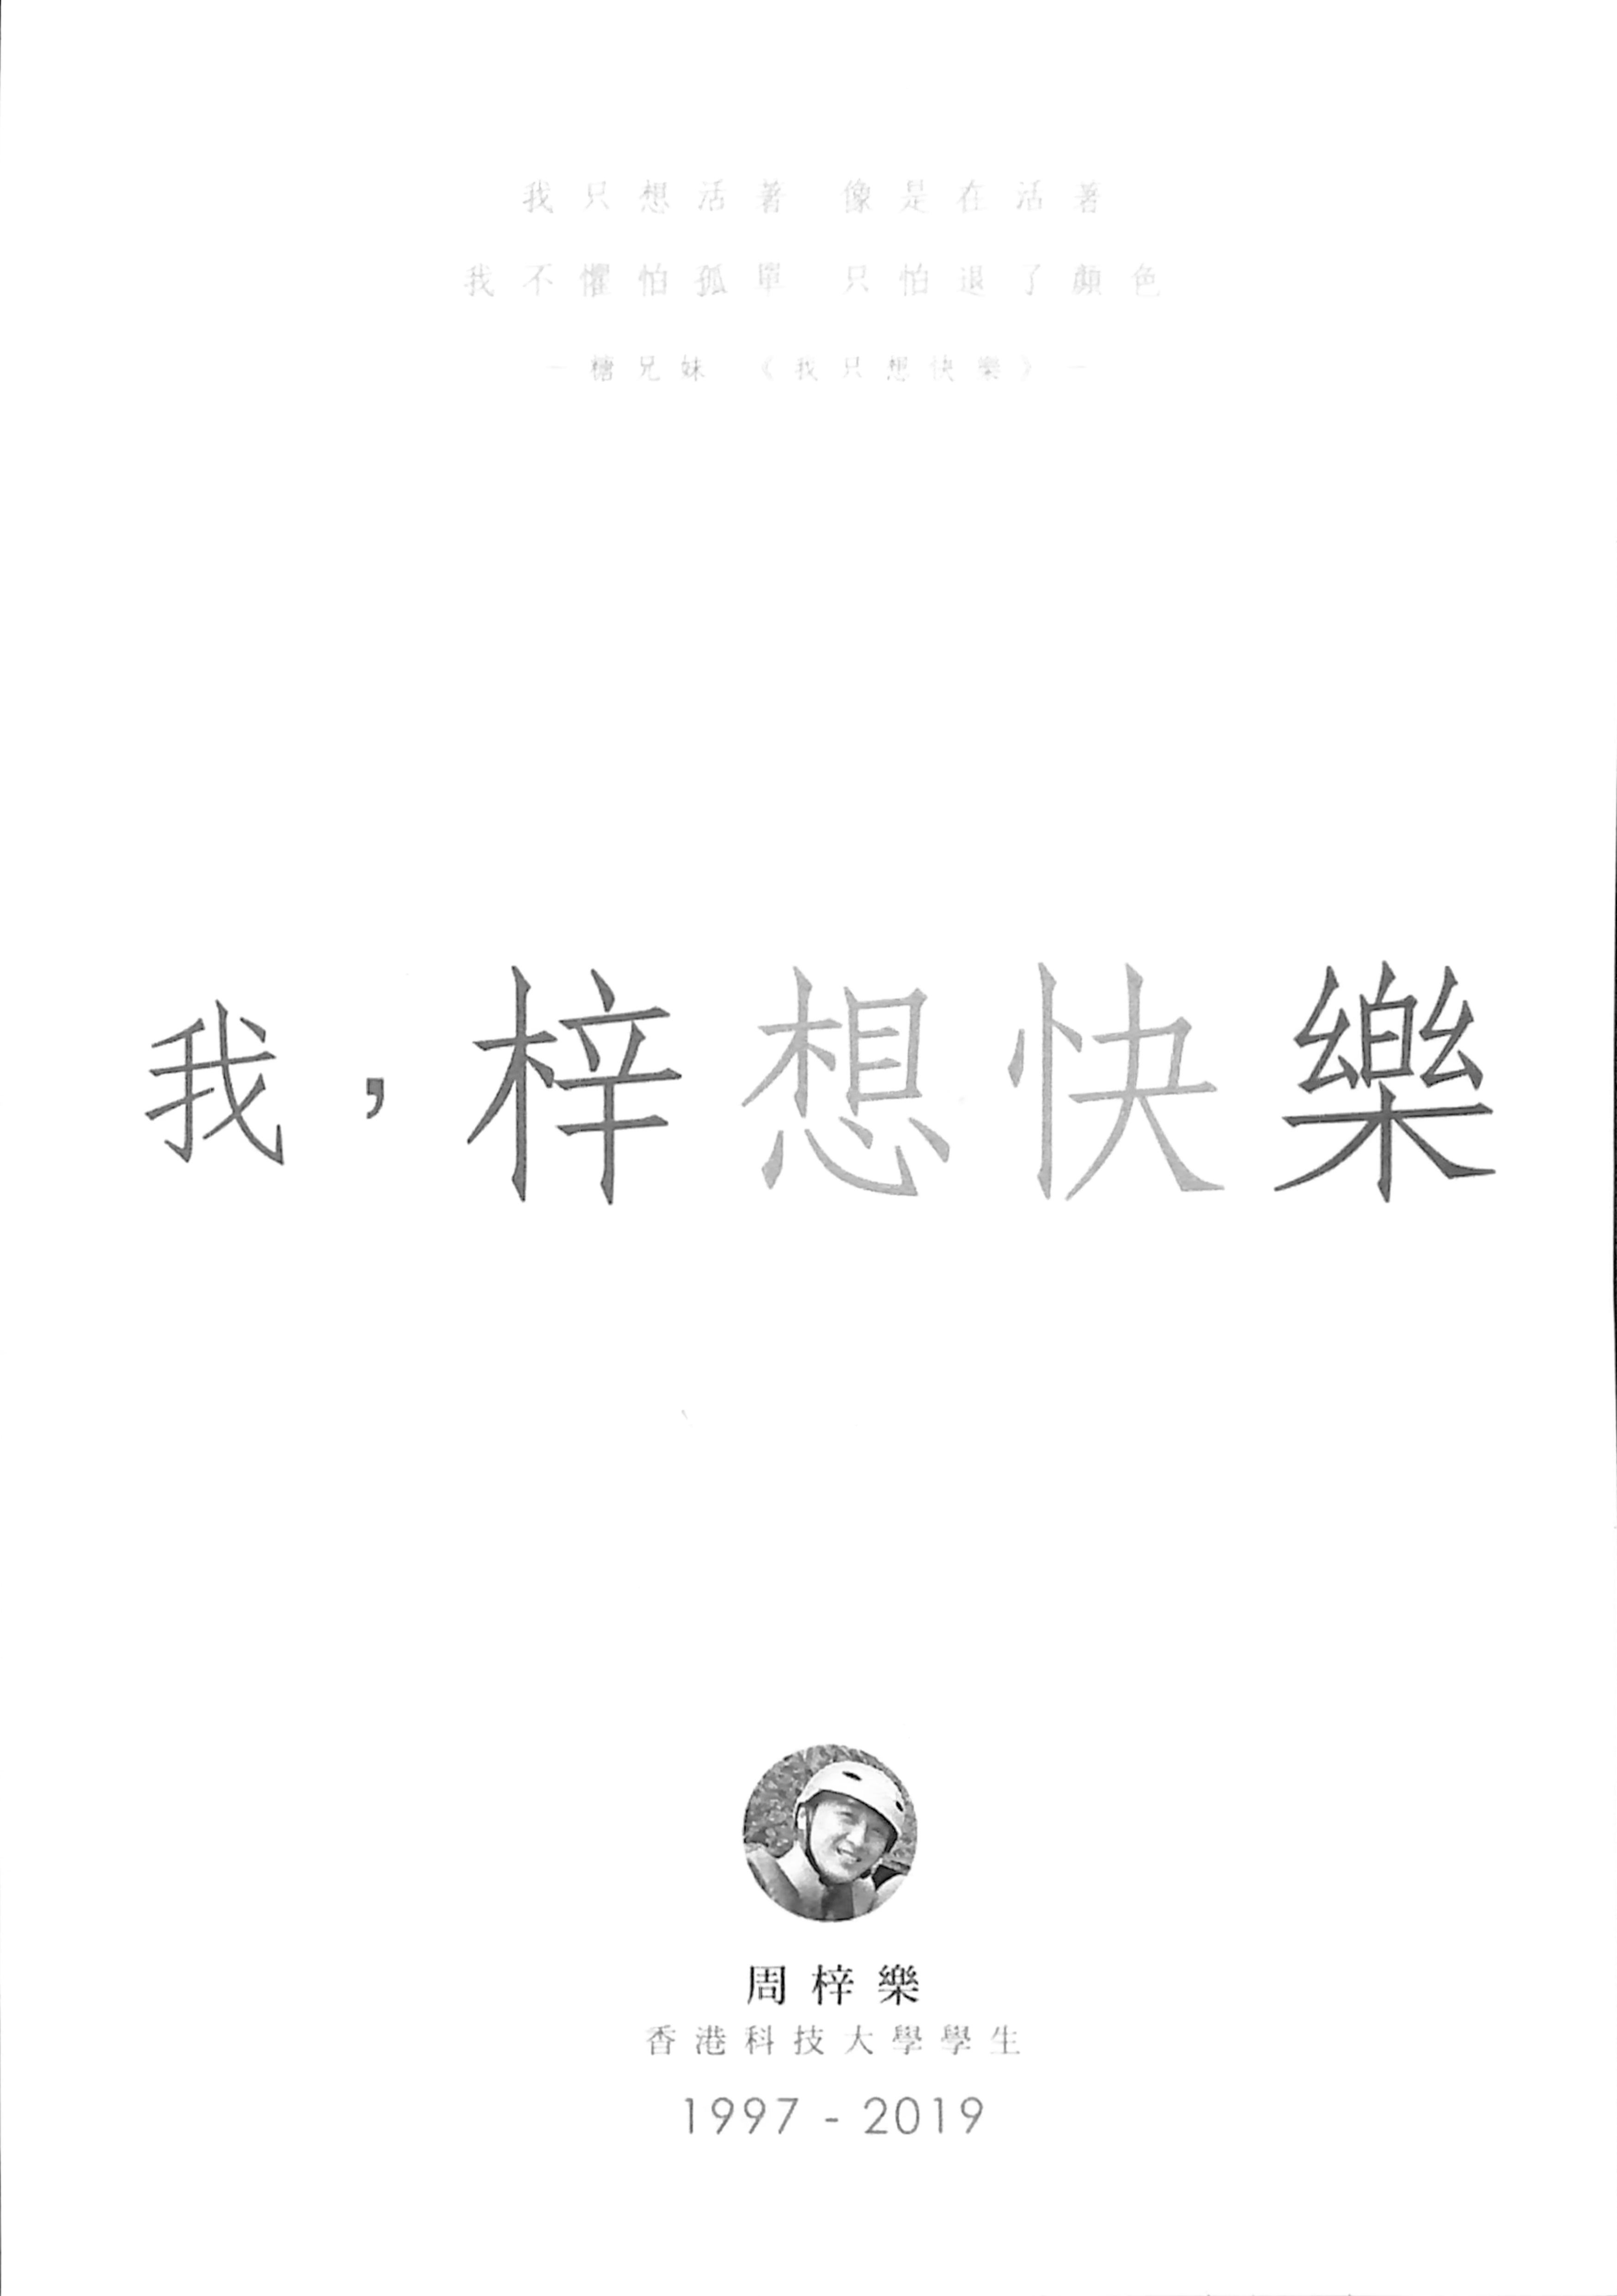 我只想活著 像是在活著
我不懼怕孤單 只怕退了顏色
— 糖兄妹 《我只想快樂》 —
我，梓想快樂
周梓樂
香港科技大學學生
1997 - 2019